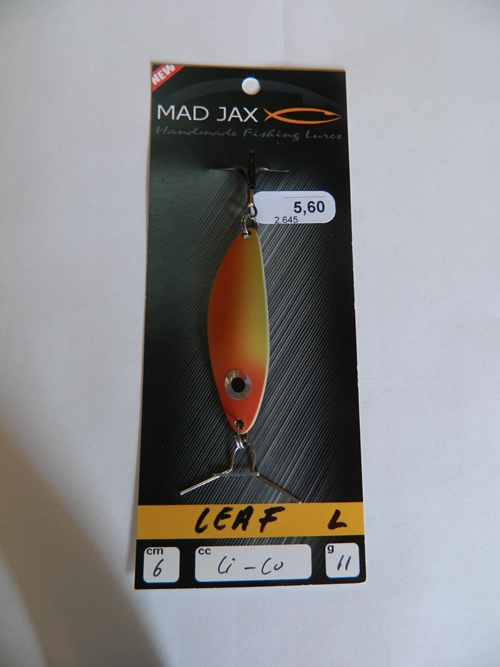 NEW
MAD JAX
Handmade Fishing Lures
5,60
2.645
LEAF L
cm cc g
6 Li-Co 11